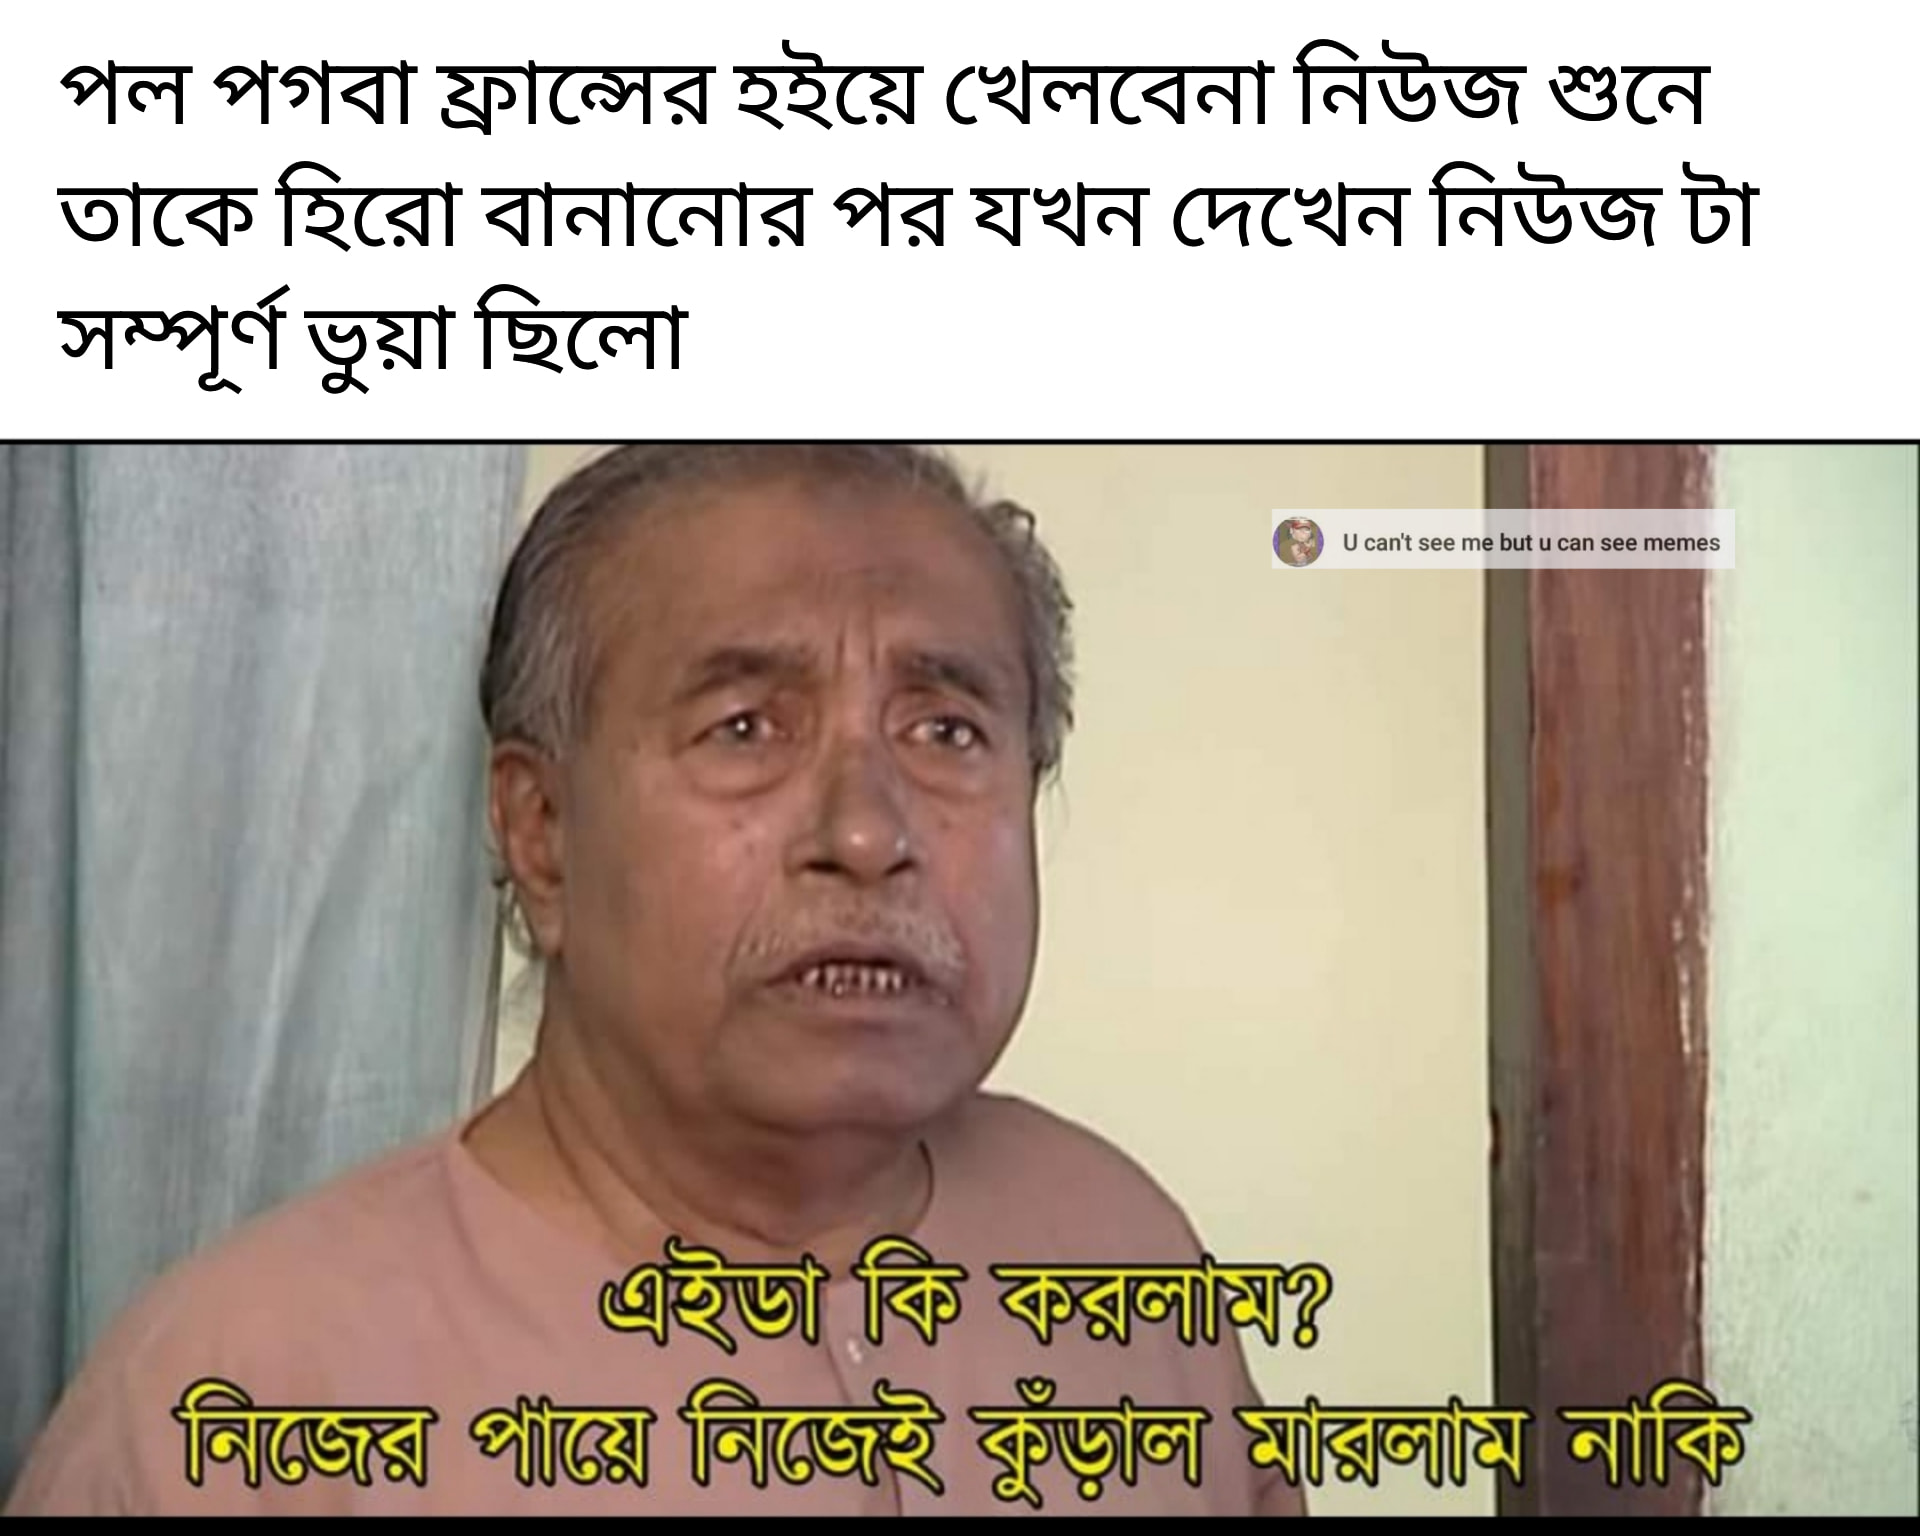 পল পগবা ফ্রান্সের হইয়ে খেলবেনা নিউজ শুনে
তাকে হিরো বানানোর পর যখন দেখেন নিউজ টা
সম্পূর্ণ ভুয়া ছিলো
U can't see me but u can see memes
এইডা কি করলাম?
নিজের পায়ে নিজেই কুঁড়াল মারলাম নাকি